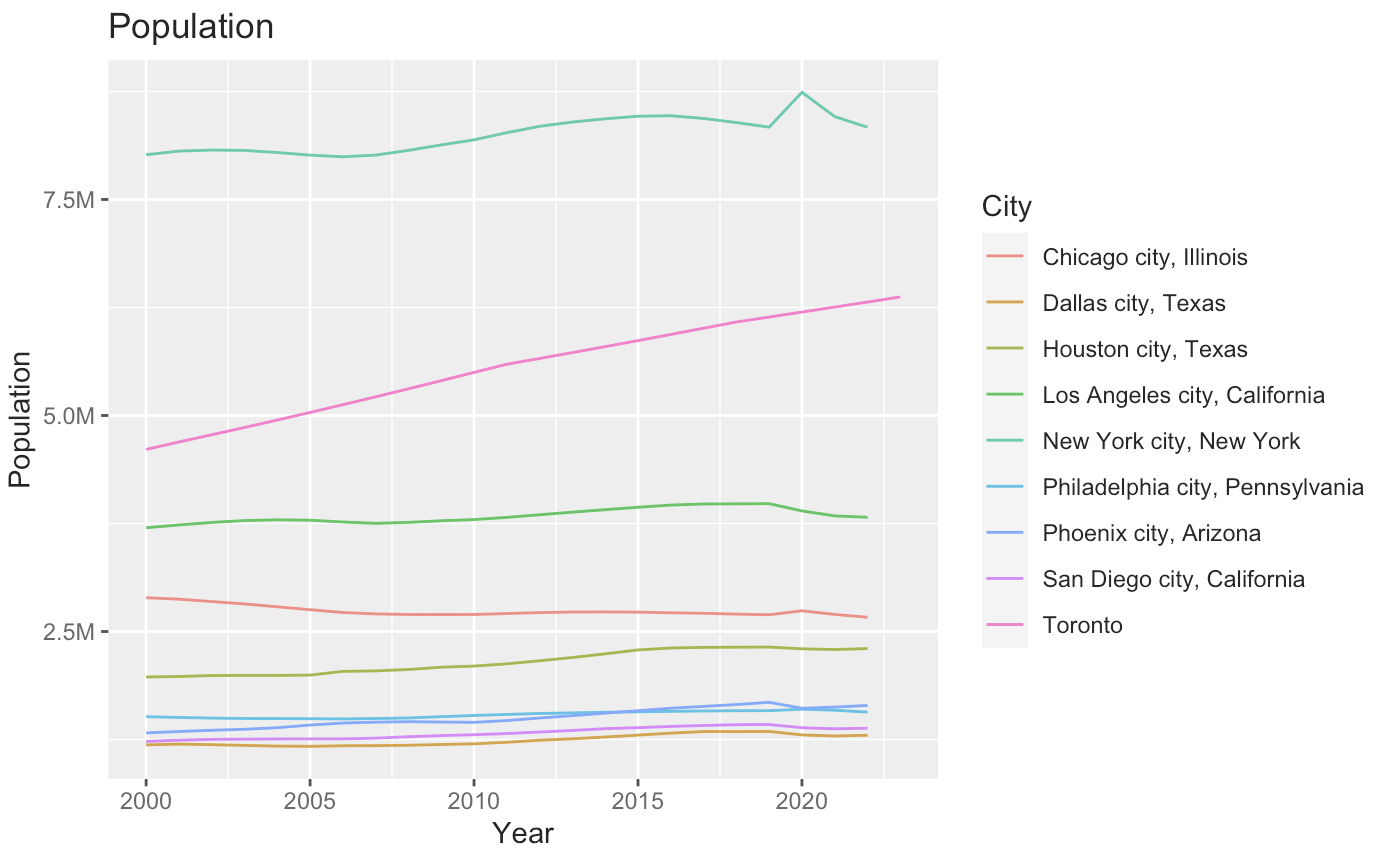 Population
7.5M
5.0M
2.5M
Population
2000
2005
2010
2015
2020
Year
City
Chicago city, Illinois
Dallas city, Texas
Houston city, Texas
Los Angeles city, California
New York city, New York
Philadelphia city, Pennsylvania
Phoenix city, Arizona
San Diego city, California
Toronto